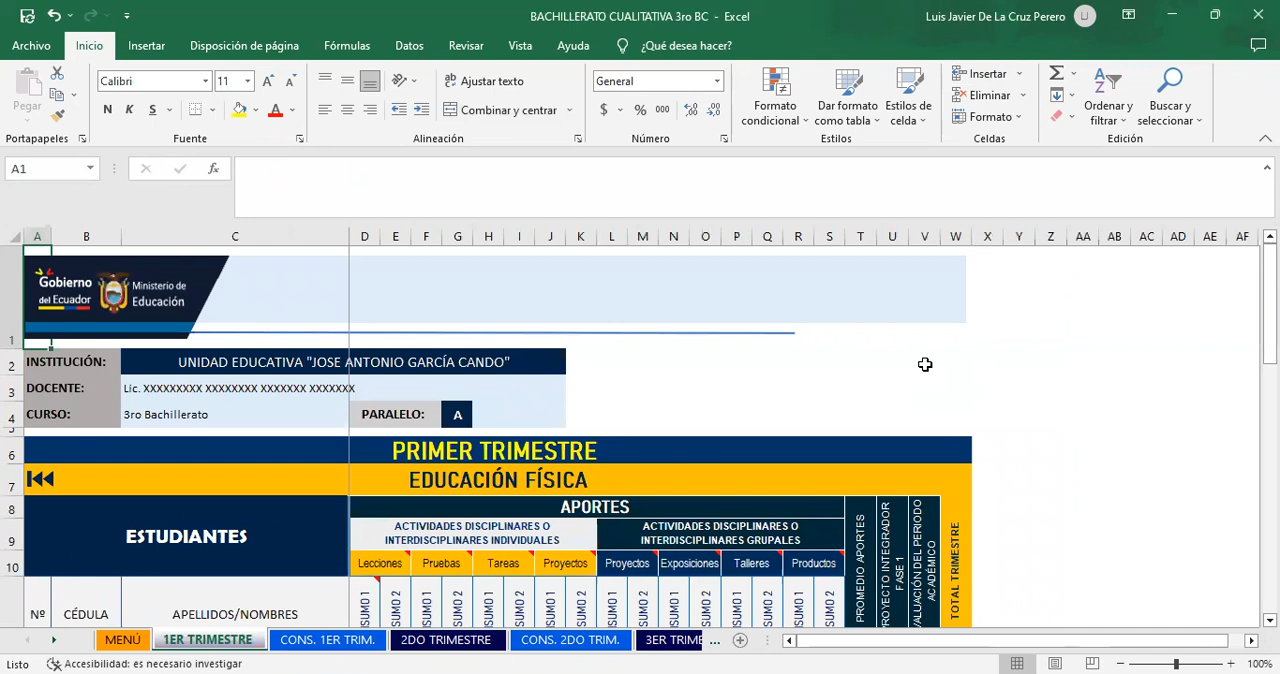 BACHILLERATO CUALITATIVA 3ro BC - Excel
Luis Javier De La Cruz Perero
LJ
Archivo Inicio Insertar Disposición de página Fórmulas Datos Revisar Vista Ayuda ¿Qué desea hacer?
Pegar
Calibri 11
Ajustar texto
General
Insertar
Eliminar
Formato
N K S
Combinar y centrar
$ % 000
Formato condicional
Dar formato como tabla
Estilos de celda
Ordenar y filtrar
Buscar y seleccionar
Portapapeles Fuente Alineación Número Estilos Celdas Edición
A1
fx
A B C D E F G H I J K L M N O P Q R S T U V W X Y Z AA AB AC AD AE AF
1
Gobierno del Ecuador
Ministerio de Educación
2 INSTITUCIÓN: UNIDAD EDUCATIVA "JOSE ANTONIO GARCÍA CANDO"
3 DOCENTE: Lic. XXXXXXXXX XXXXXXXX XXXXXXX XXXXXXX
4 CURSO: 3ro Bachillerato PARALELO: A
5
6 PRIMER TRIMESTRE
7 EDUCACIÓN FÍSICA
8 APORTES
9 ACTIVIDADES DISCIPLINARES O INTERDISCIPLINARES INDIVIDUALES
ACTIVIDADES DISCIPLINARES O INTERDISCIPLINARES GRUPALES
ESTUDIANTES
10 Lecciones Pruebas Tareas Proyectos Proyectos Exposiciones Talleres Productos
PROMEDIO APORTES
PROYECTO INTEGRADOR FASE 1
PERIODO ACADÉMICO
TOTAL TRIMESTRE
Nº CÉDULA APELLIDOS/NOMBRES
MENÚ 1ER TRIMESTRE CONS. 1ER TRIM. 2DO TRIMESTRE CONS. 2DO TRIM. 3ER TRIME ...
Listo Accesibilidad: es necesario investigar 100%